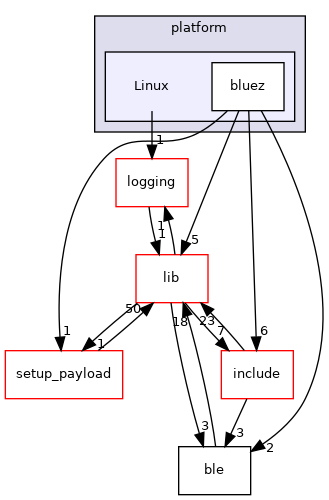 platform
Linux
bluez
1
logging
1
1
5
lib
50
18
23
1
1
7
6
setup_payload
include
3
3
2
ble